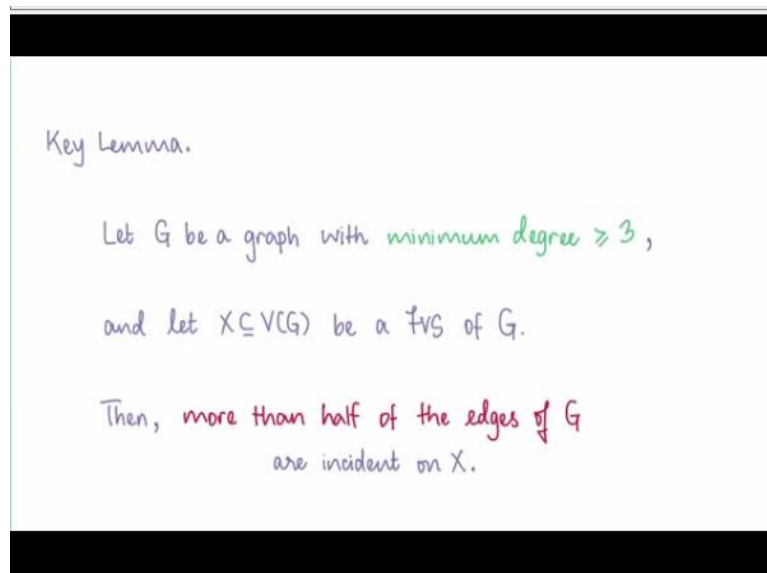 Key Lemma.
Let G be a graph with minimum degree ⩾ 3,
and let X ⊆ V(G) be a fvs of G.
Then, more than half of the edges of G
are incident on X.